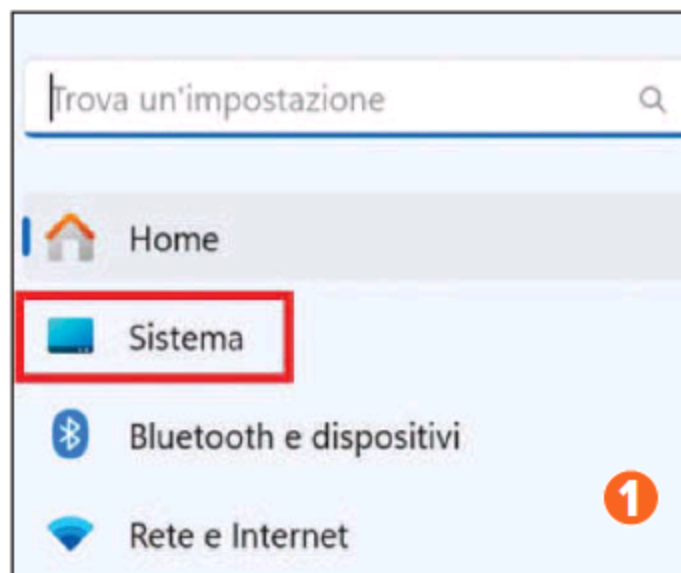 Trova un'impostazione
Home
Sistema
Bluetooth e dispositivi
1
Rete e Internet